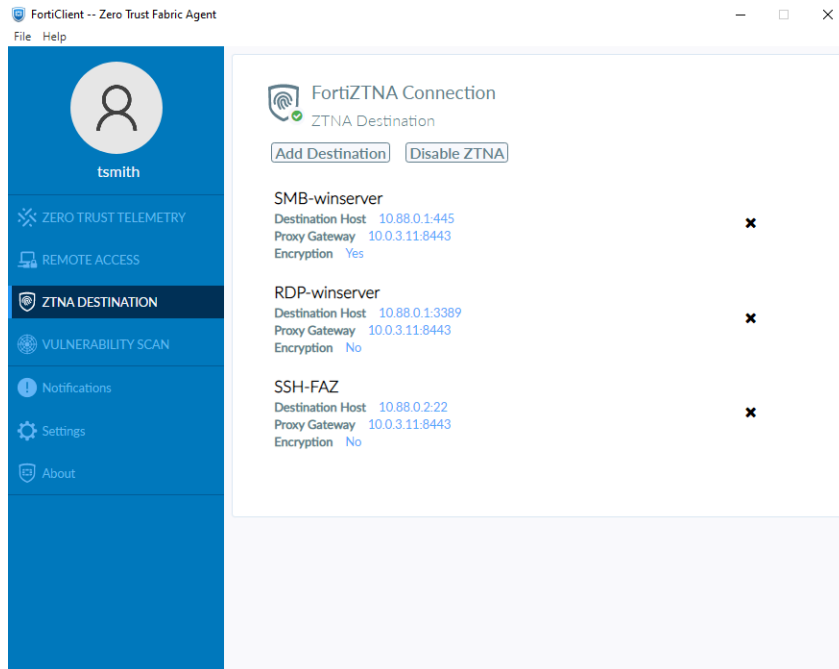 FortiClient -- Zero Trust Fabric Agent
File Help
tsmith
ZERO TRUST TELEMETRY
REMOTE ACCESS
ZTNA DESTINATION
VULNERABILITY SCAN
Notifications
Settings
About
FortiZTNA Connection
ZTNA Destination
Add Destination Disable ZTNA
SMB-winserver
Destination Host 10.88.0.1:445
Proxy Gateway 10.0.3.11:8443
Encryption Yes
RDP-winserver
Destination Host 10.88.0.1:3389
Proxy Gateway 10.0.3.11:8443
Encryption No
SSH-FAZ
Destination Host 10.88.0.2:22
Proxy Gateway 10.0.3.11:8443
Encryption No